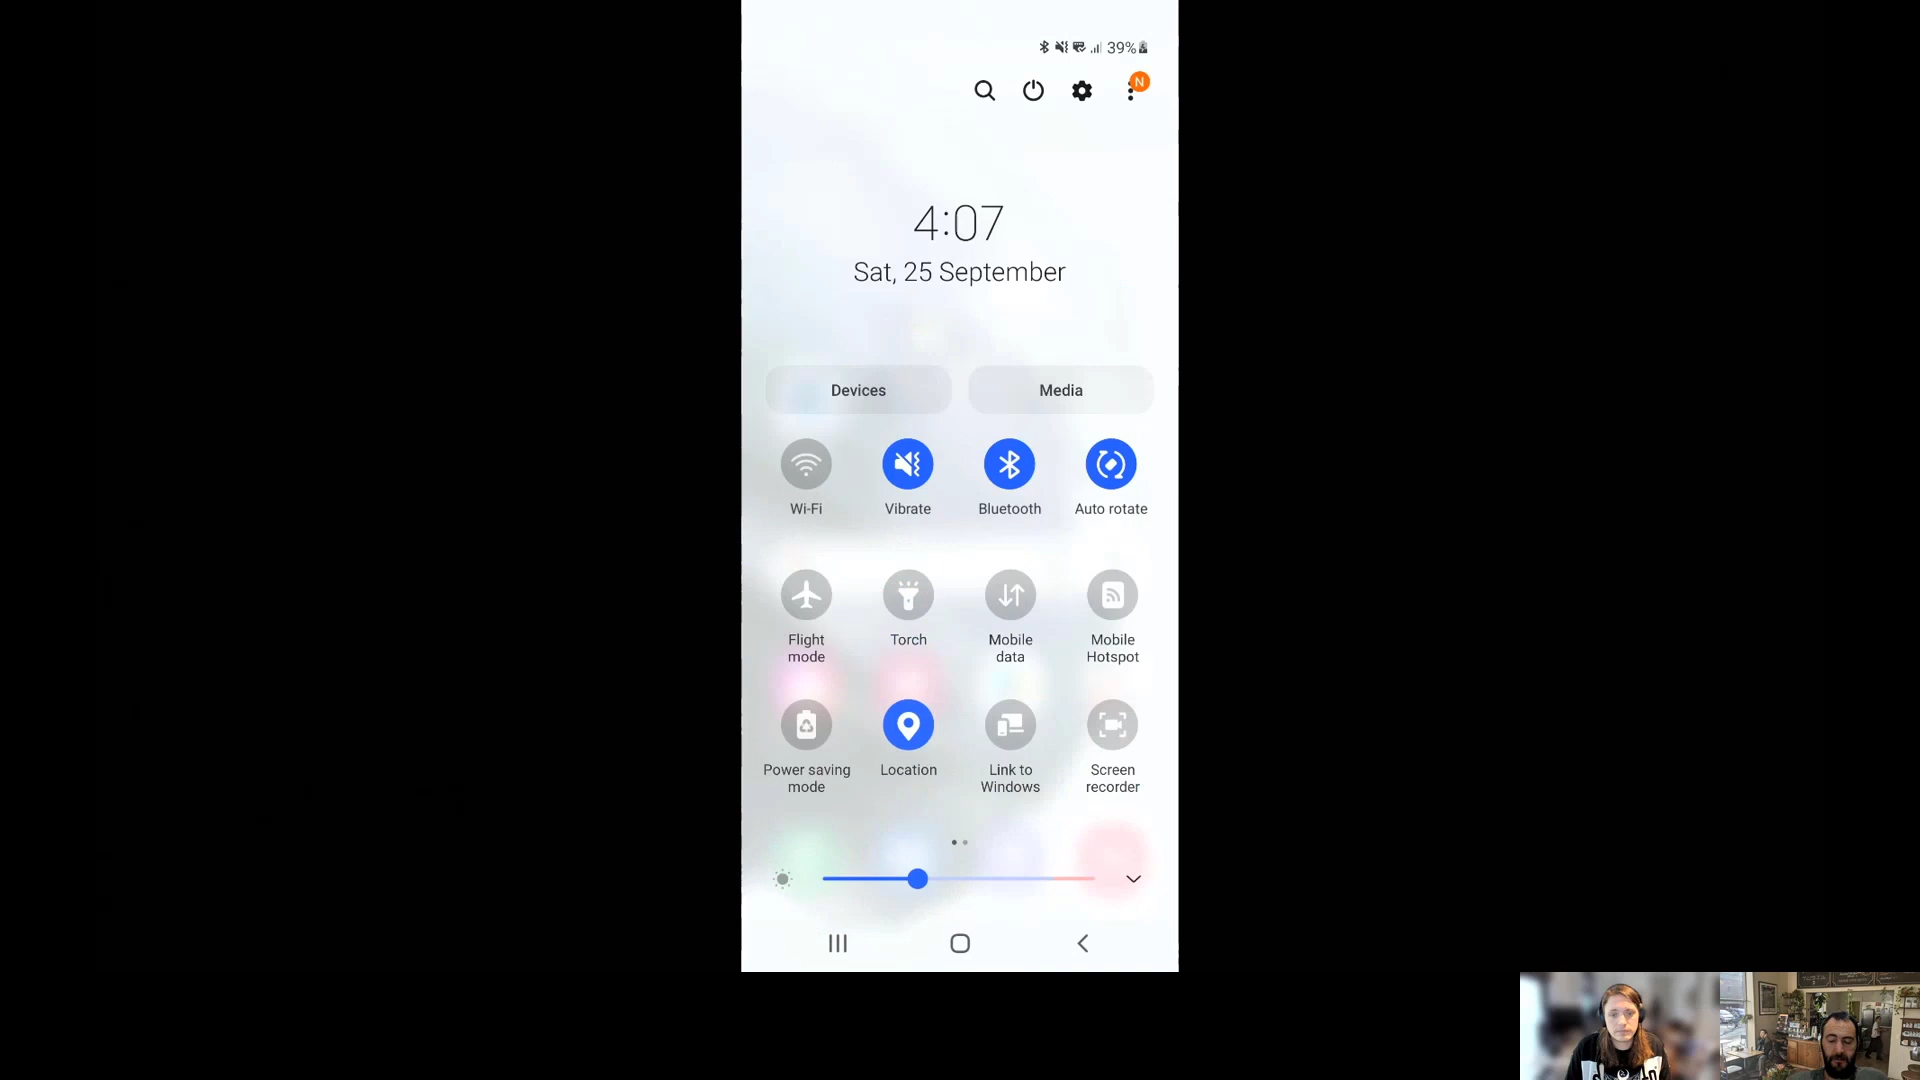 39%
N
4:07
Sat, 25 September
Devices
Media
Wi-Fi
Vibrate
Bluetooth
Auto rotate
Flight
mode
Torch
Mobile
data
Mobile
Hotspot
Power saving
mode
Location
Link to
Windows
Screen
recorder